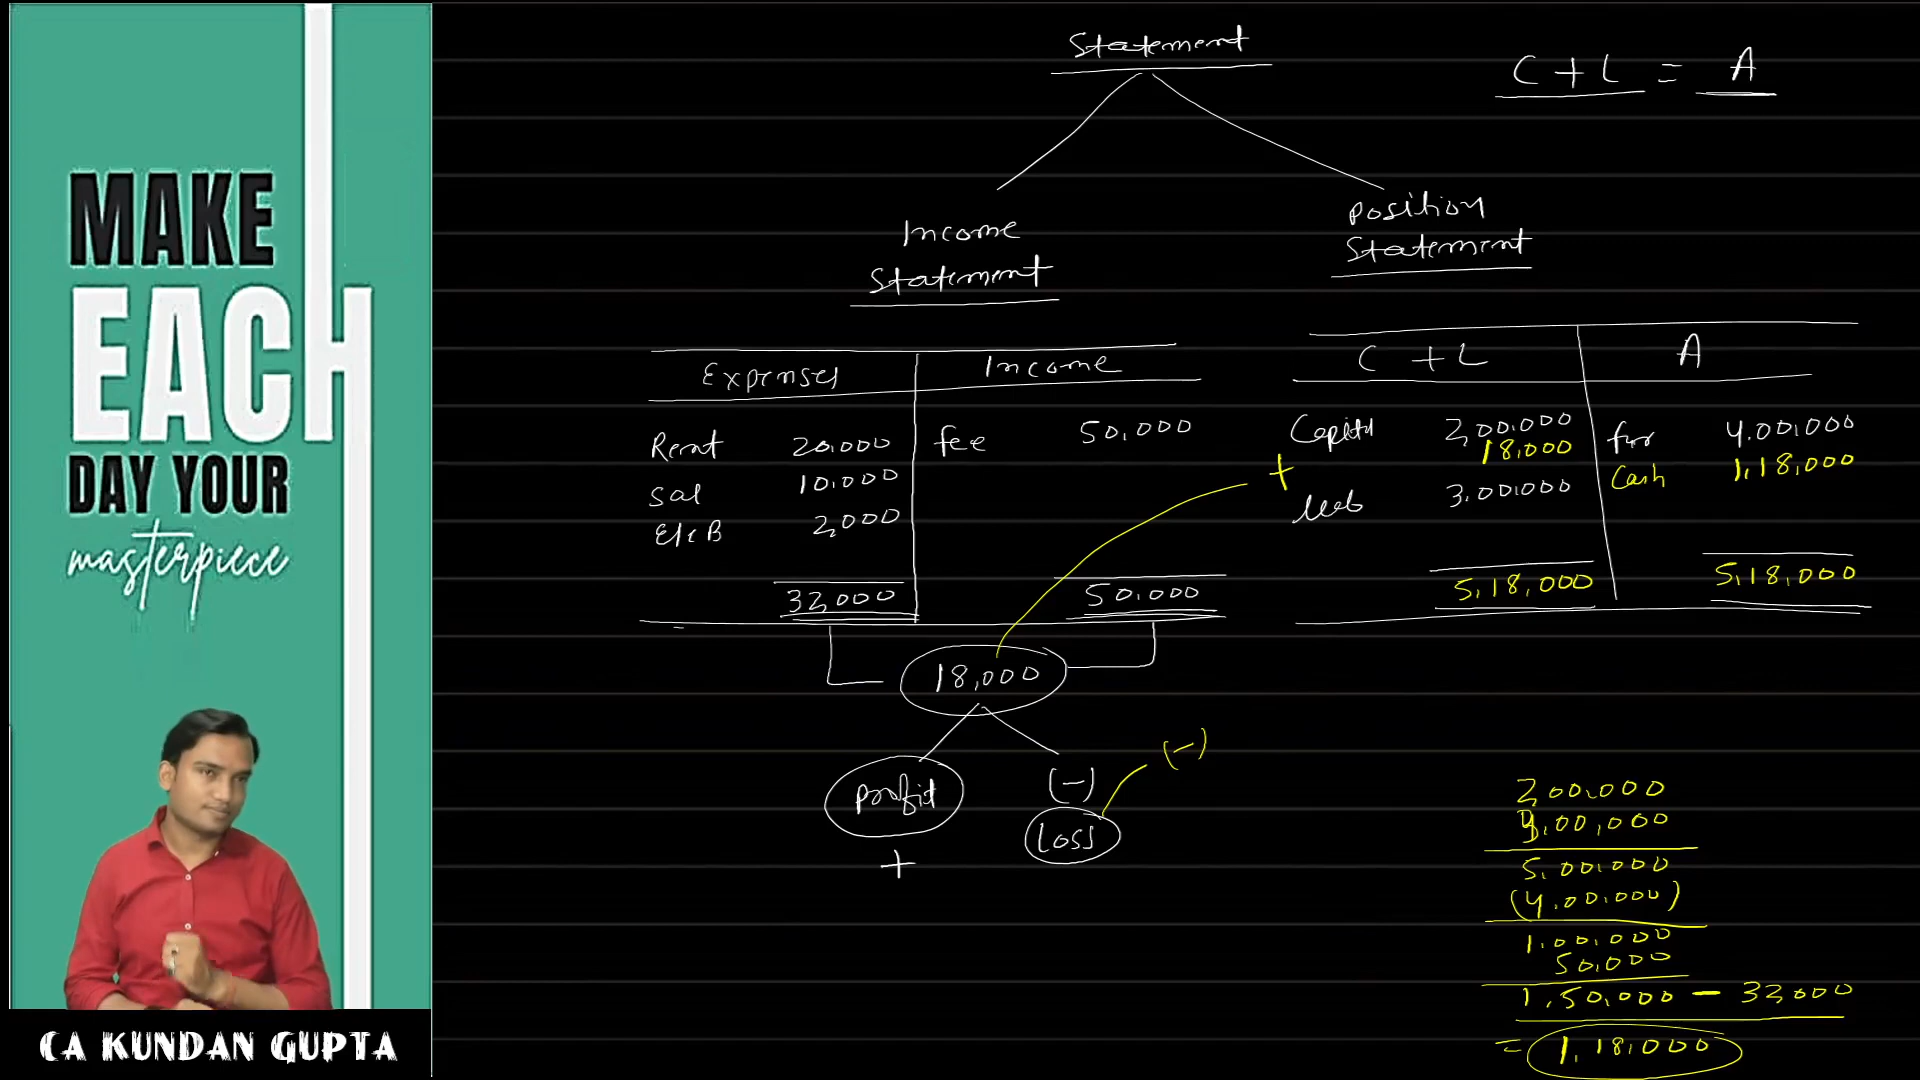 MAKE
EACH
DAY YOUR
masterpiece
CA KUNDAN GUPTA
Statement
C + L = A
Income
Statement
Position
Statement
Expenses Income
Rent 20,000 fee 50,000
Sal 10,000
2,000
32,000 50,000
18,000
Profit (-)
+ Loss
(-)
C + L A
Capital 2,00,000 fur 4,00,000
+ 18,000 Cash 1,18,000
3,00,000
5,18,000 5,18,000
2,00,000
,00,000
5,00,000
(4,00,000)
1,00,000
50,000
1,50,000 - 32,000
= 1,18,000